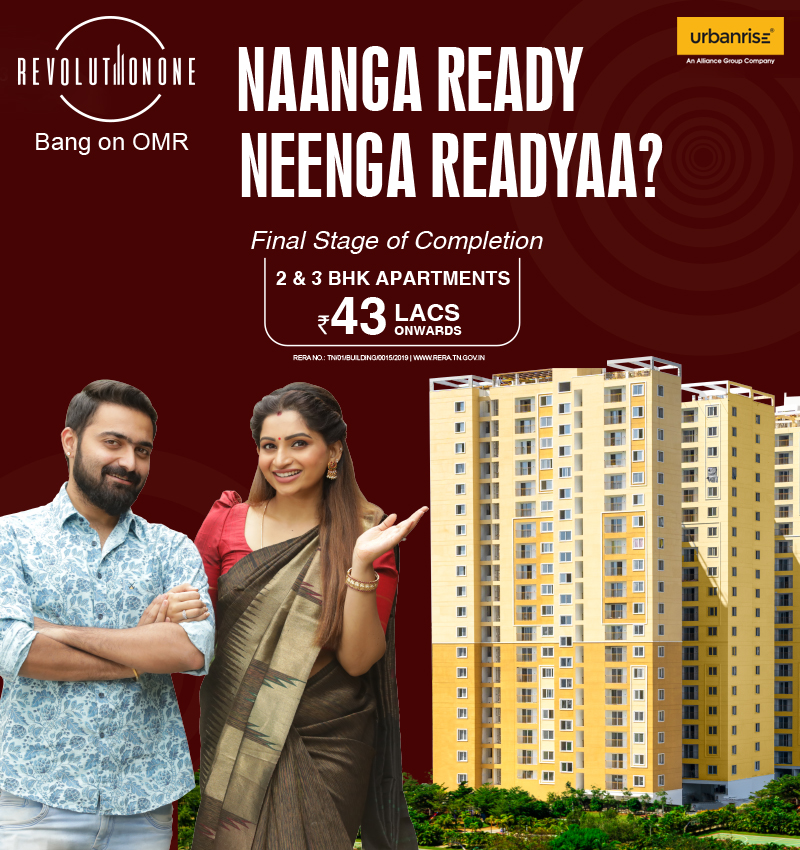 REVOLUTIONONE
Bang on OMR
urbanrise®
An Alliance Group Company
NAANGA READY
NEENGA READYAA?
Final Stage of Completion
2 & 3 BHK APARTMENTS
₹43 LACS
ONWARDS
RERA NO.: TN/01/BUILDING/0015/2019 | WWW.RERA.TN.GOV.IN